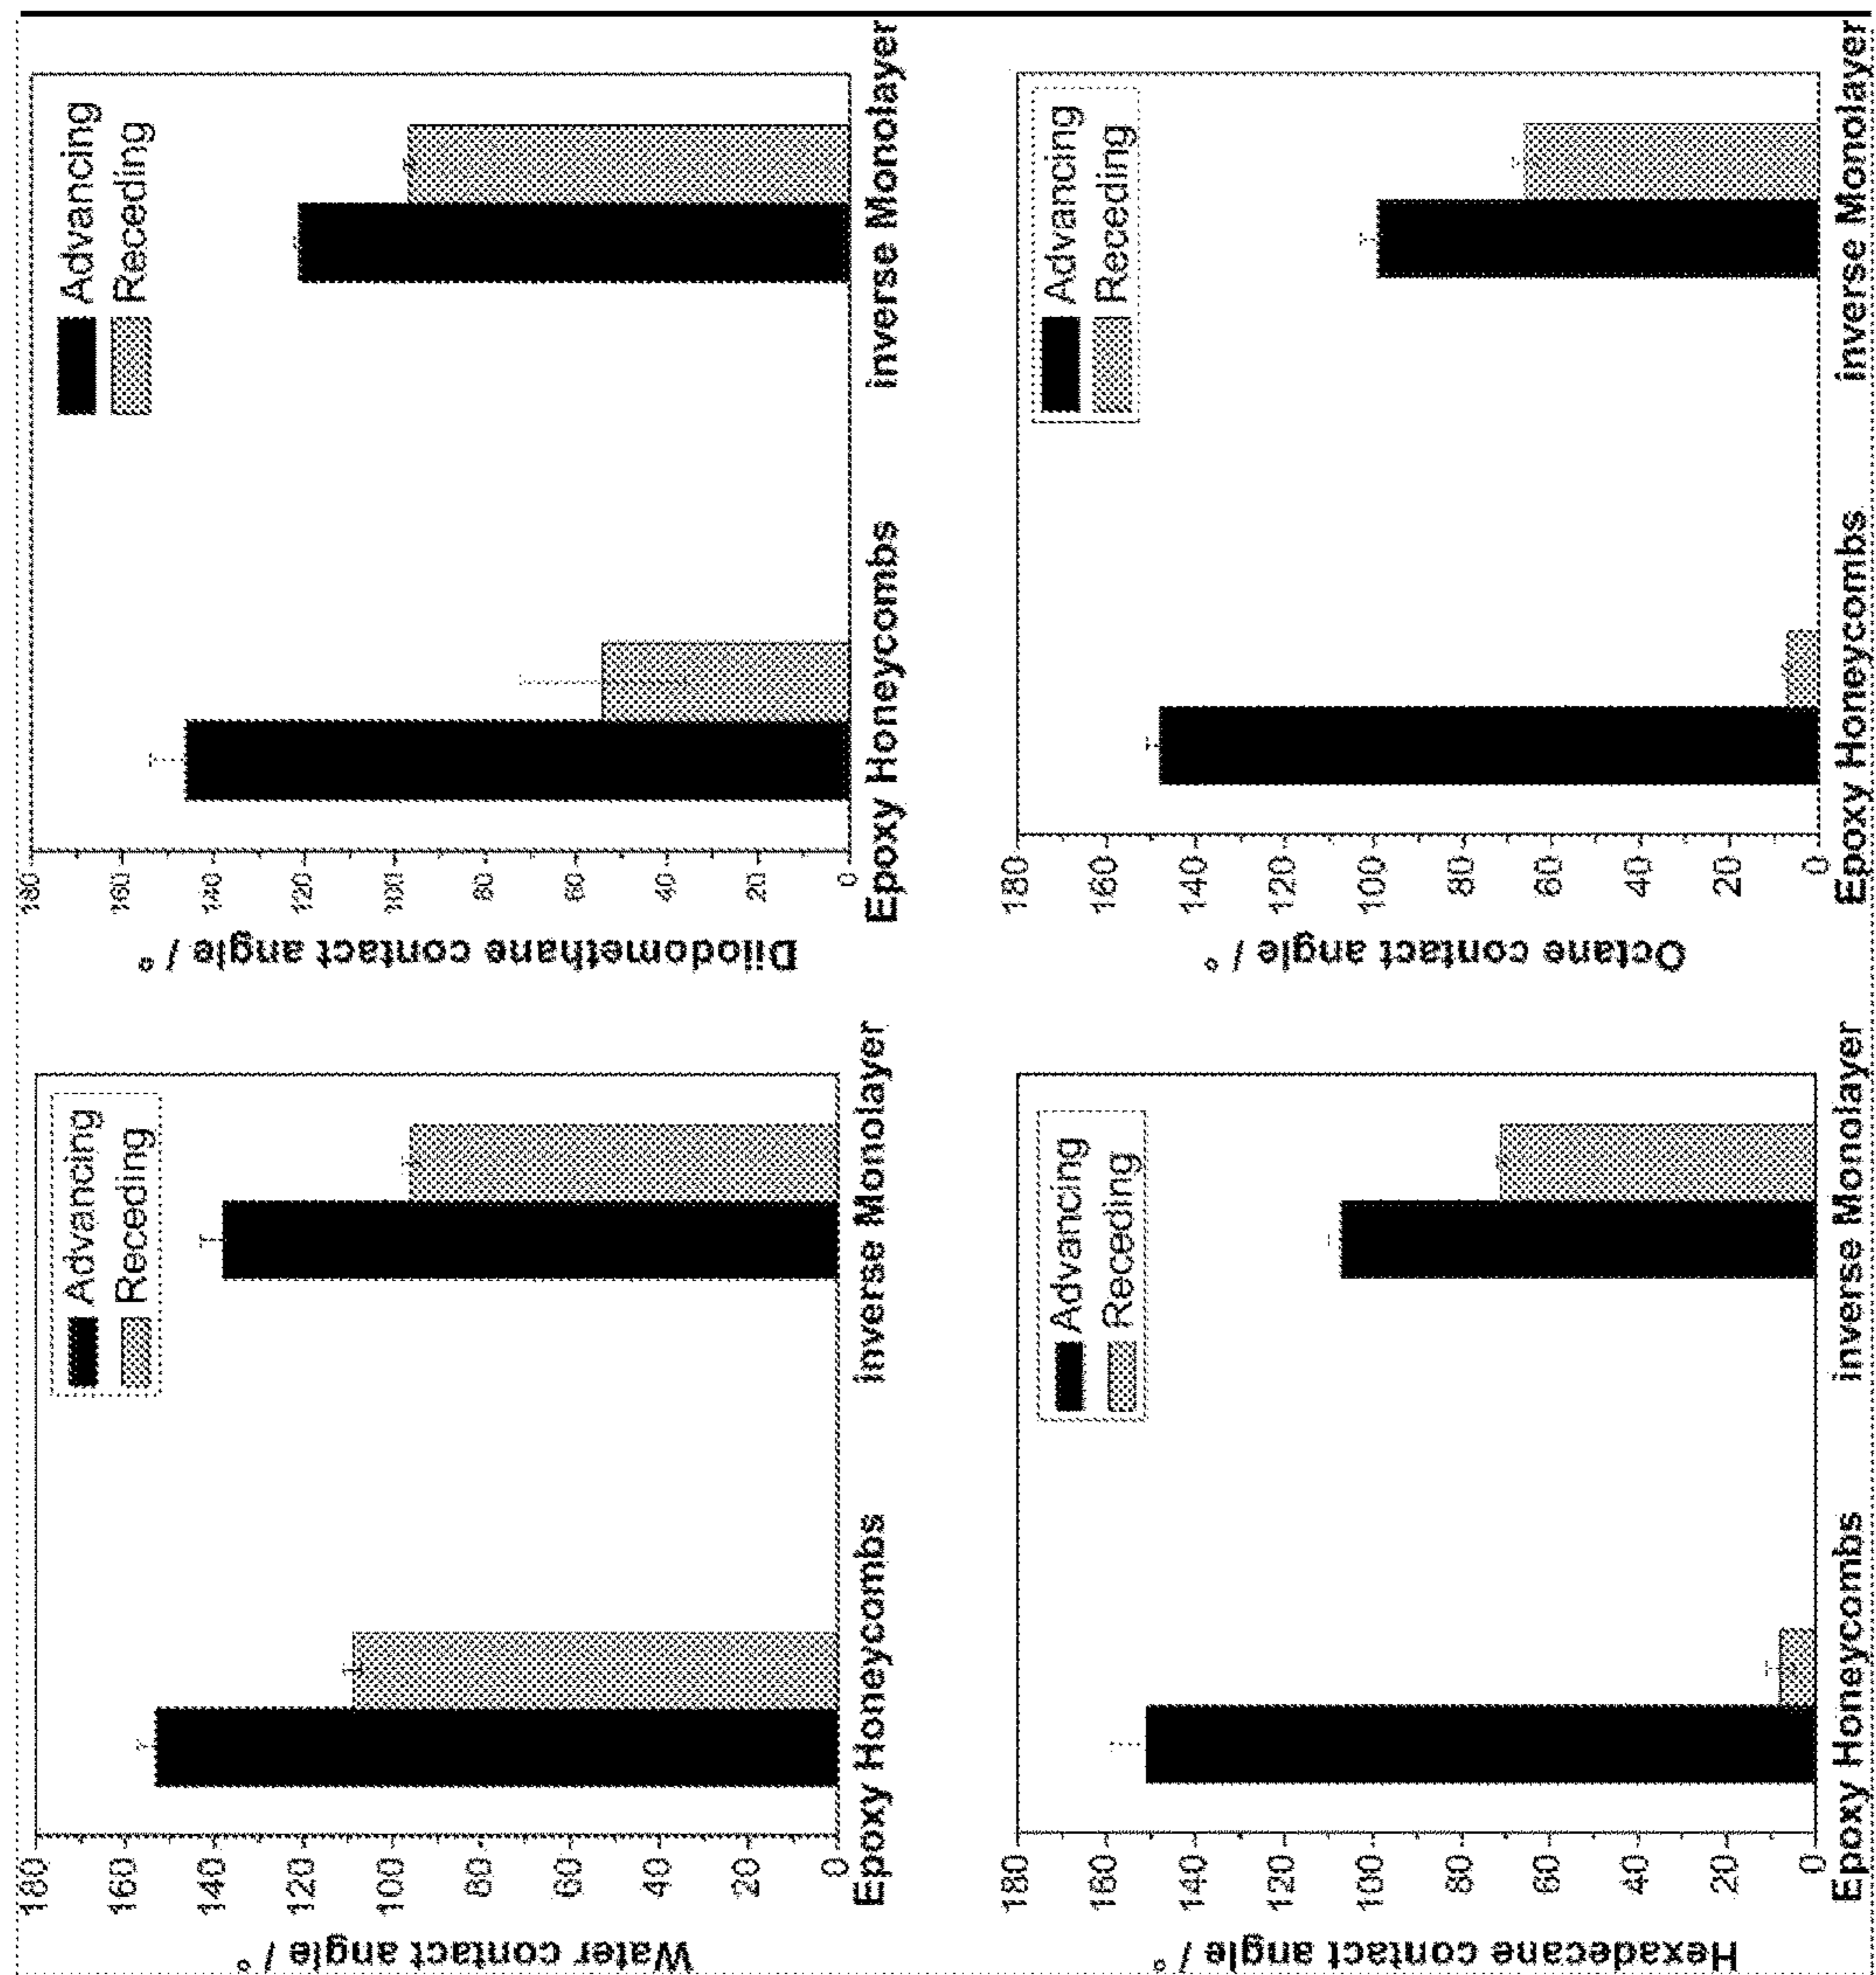 Water contact angle / °
180
160
140
120
100
80
60
40
20
0
Advancing
Receding
Epoxy Honeycombs
inverse Monolayer
Diiodomethane contact angle / °
180
160
140
120
100
80
60
40
20
0
Advancing
Receding
Epoxy Honeycombs
inverse Monolayer
Hexadecane contact angle / °
180
160
140
120
100
80
60
40
20
0
Advancing
Receding
Epoxy Honeycombs
inverse Monolayer
Octane contact angle / °
180
160
140
120
100
80
60
40
20
0
Advancing
Receding
Epoxy Honeycombs
inverse Monolayer